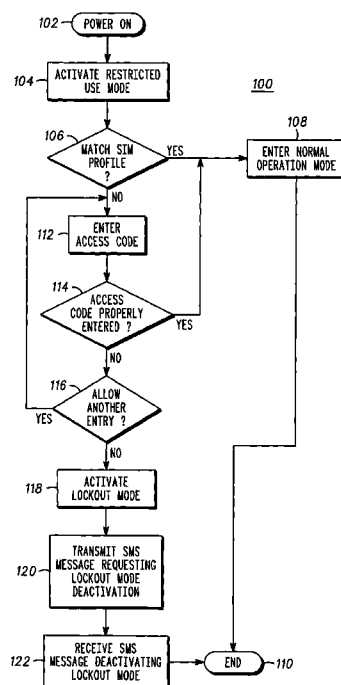 102
POWER ON
104
ACTIVATE RESTRICTED
USE MODE
100
106
MATCH SIM
PROFILE
?
YES
NO
108
ENTER NORMAL
OPERATION MODE
112
ENTER
ACCESS CODE
114
ACCESS
CODE PROPERLY
ENTERED ?
YES
NO
116
ALLOW
ANOTHER
ENTRY ?
YES
NO
118
ACTIVATE
LOCKOUT MODE
120
TRANSMIT SMS
MESSAGE REQUESTING
LOCKOUT MODE
DEACTIVATION
122
RECEIVE SMS
MESSAGE DEACTIVATING
LOCKOUT MODE
END
110